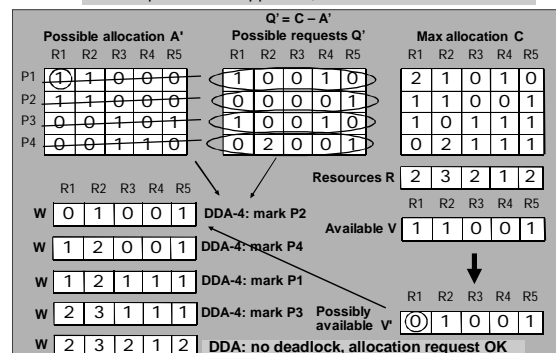 Q' = C – A'
Possible allocation A' Possible requests Q' Max allocation C
R1 R2 R3 R4 R5 R1 R2 R3 R4 R5 R1 R2 R3 R4 R5
P1 1 1 0 0 0 1 0 0 1 0 2 1 0 1 0
P2 1 1 0 0 0 0 0 0 0 1 1 1 0 0 1
P3 0 0 1 0 1 1 0 0 1 0 1 0 1 1 1
P4 0 0 1 1 0 0 2 0 0 1 0 2 1 1 1
Resources R 2 3 2 1 2
R1 R2 R3 R4 R5
Available V 1 1 0 0 1
R1 R2 R3 R4 R5
W 0 1 0 0 1 DDA-4: mark P2
W 1 2 0 0 1 DDA-4: mark P4
W 1 2 1 1 1 DDA-4: mark P1
R1 R2 R3 R4 R5
W 2 3 1 1 1 DDA-4: mark P3
Possibly available V' 0 1 0 0 1
W 2 3 2 1 2 DDA: no deadlock, allocation request OK